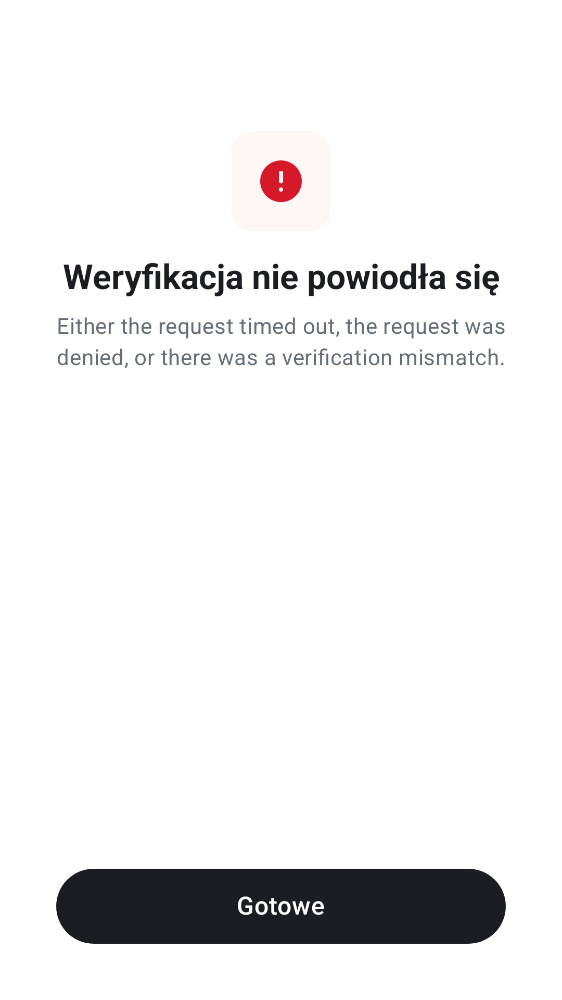 Weryfikacja nie powiodła się
Either the request timed out, the request was
denied, or there was a verification mismatch.
Gotowe